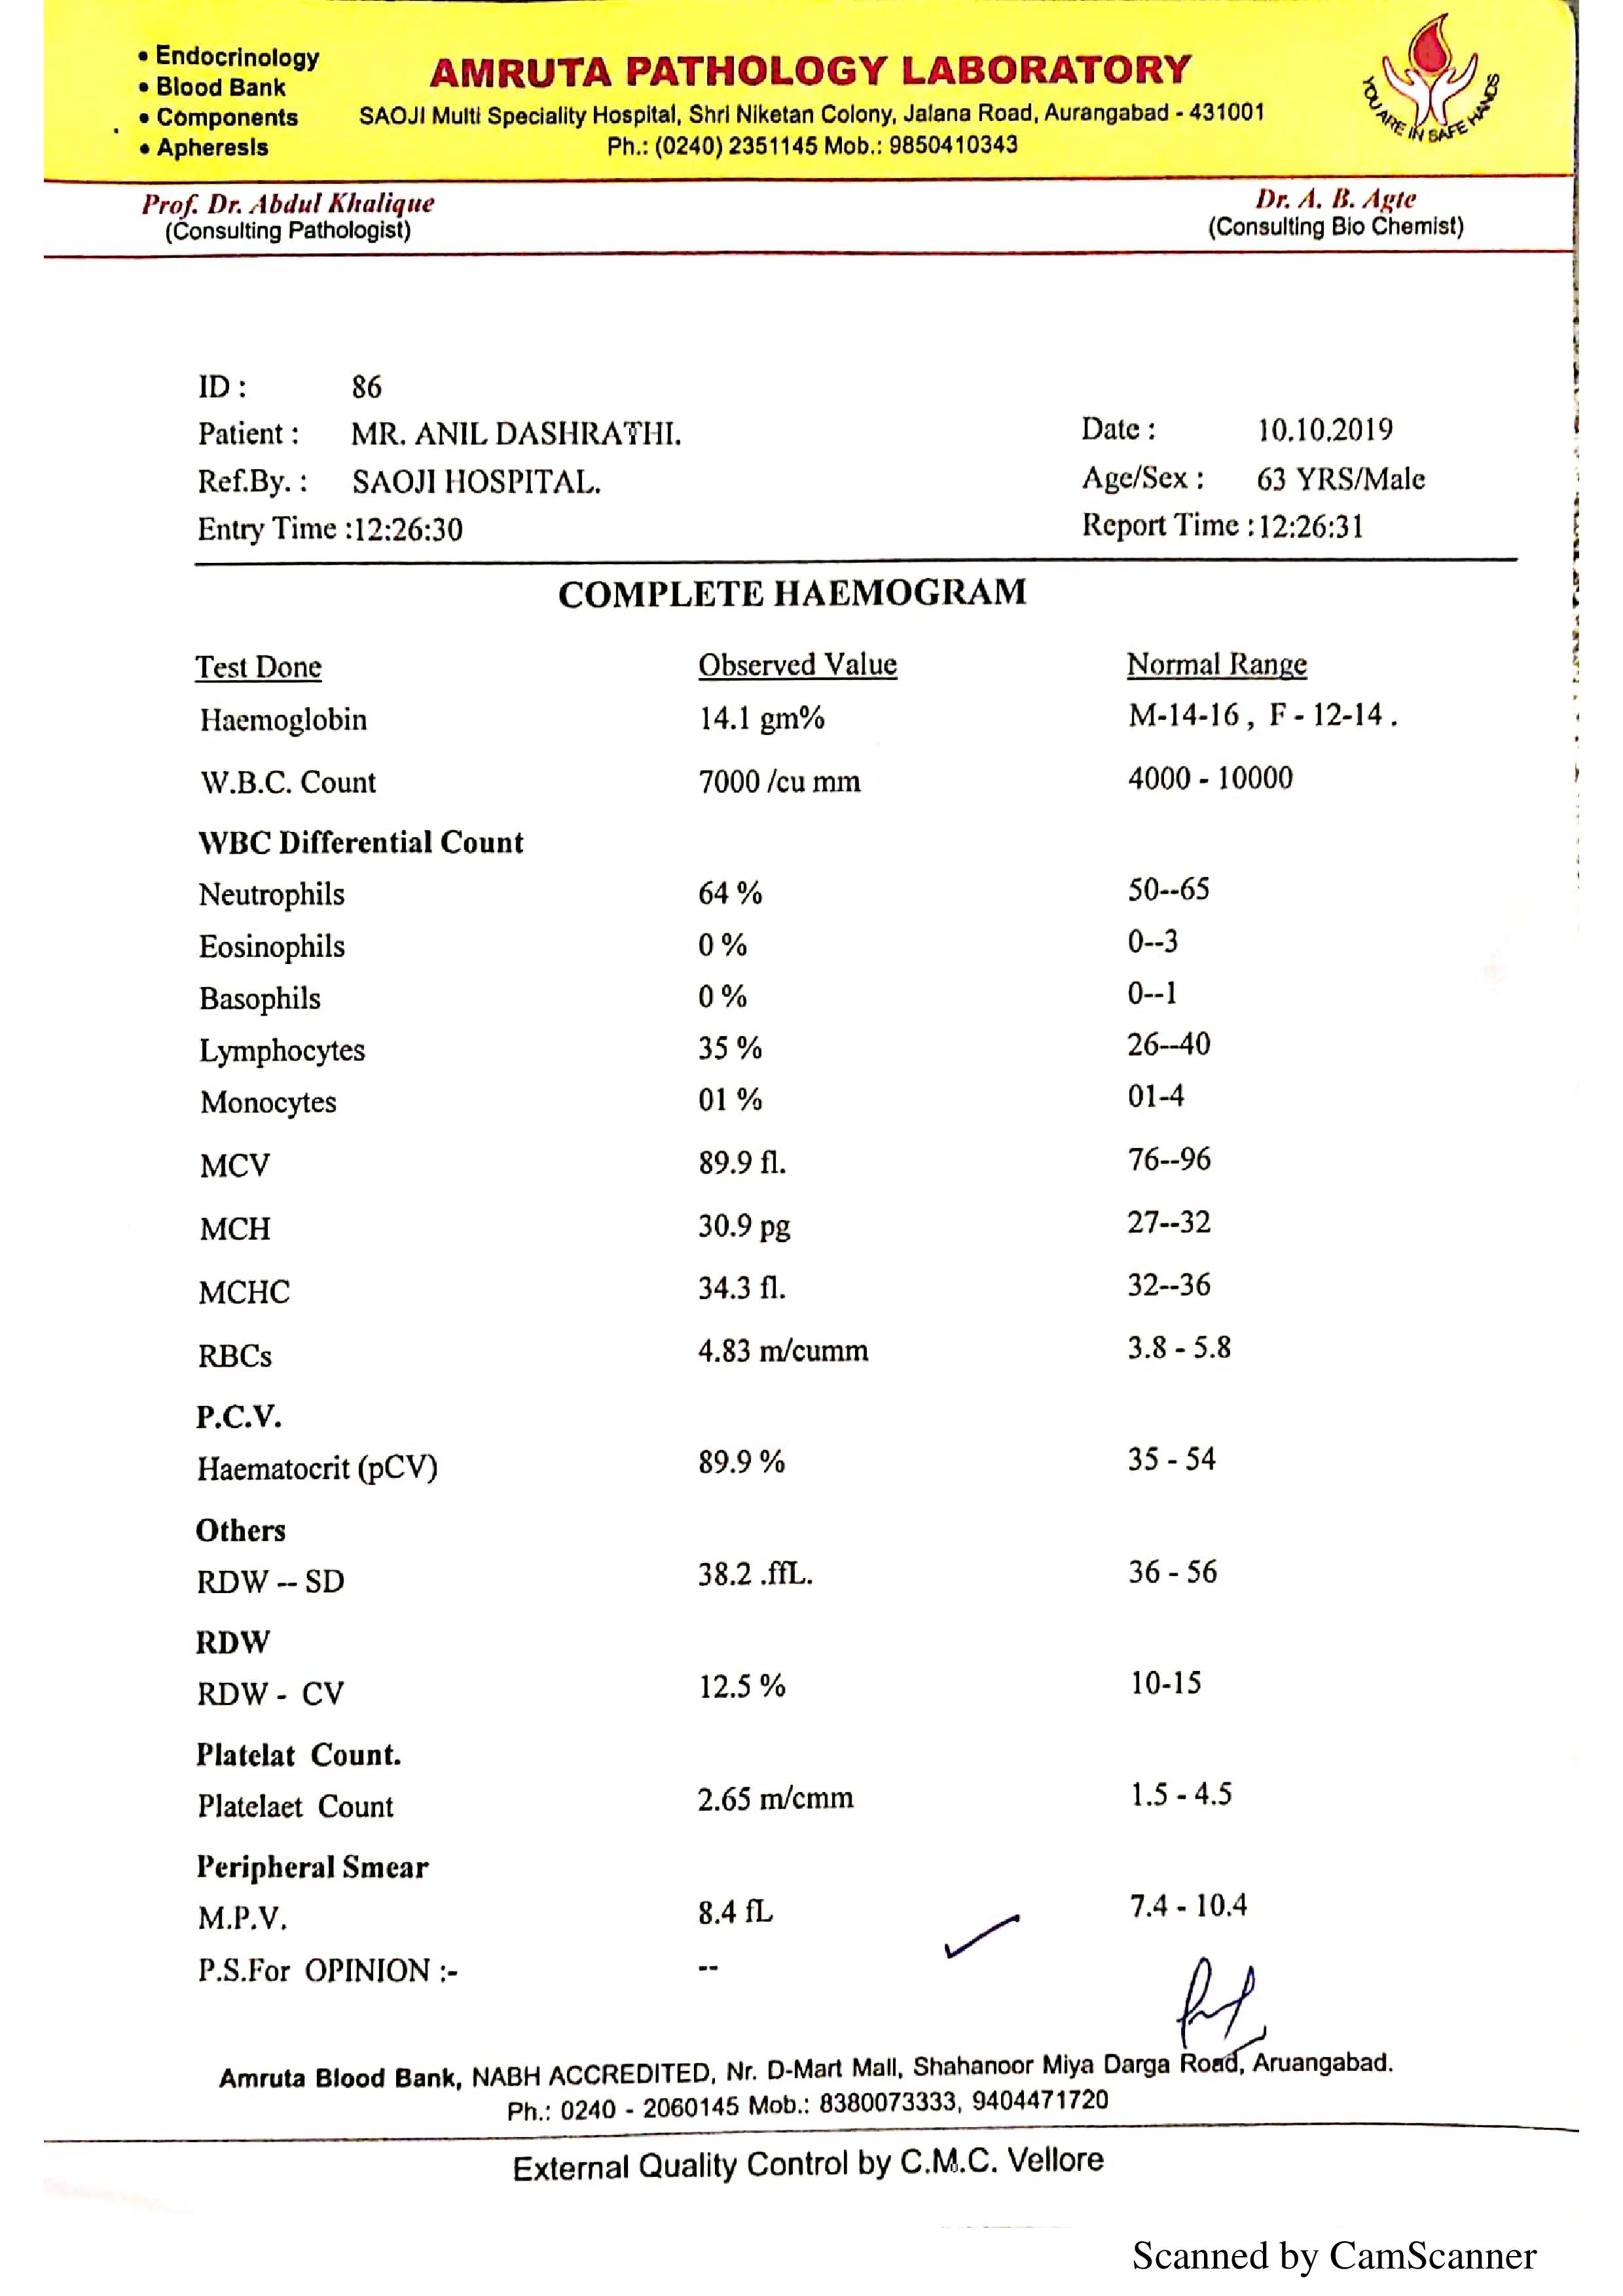 • Endocrinology
• Blood Bank
• Components
• Apheresis
AMRUTA PATHOLOGY LABORATORY
SAOJI Multi Speciality Hospital, Shri Niketan Colony, Jalana Road, Aurangabad - 431001
Ph.: (0240) 2351145 Mob.: 9850410343
YOU ARE IN SAFE HANDS
Prof. Dr. Abdul Khalique
(Consulting Pathologist)
Dr. A. B. Agte
(Consulting Bio Chemist)
ID : 86
Patient : MR. ANIL DASHRATHI. Date : 10.10.2019
Ref.By. : SAOJI HOSPITAL. Age/Sex : 63 YRS/Male
Entry Time :12:26:30 Report Time :12:26:31
COMPLETE HAEMOGRAM
Test Done Observed Value Normal Range
Haemoglobin 14.1 gm% M-14-16 , F - 12-14 .
W.B.C. Count 7000 /cu mm 4000 - 10000
WBC Differential Count
Neutrophils 64 % 50--65
Eosinophils 0 % 0--3
Basophils 0 % 0--1
Lymphocytes 35 % 26--40
Monocytes 01 % 01-4
MCV 89.9 fl. 76--96
MCH 30.9 pg 27--32
MCHC 34.3 fl. 32--36
RBCs 4.83 m/cumm 3.8 - 5.8
P.C.V.
Haematocrit (pCV) 89.9 % 35 - 54
Others
RDW -- SD 38.2 .ffL. 36 - 56
RDW
RDW - CV 12.5 % 10-15
Platelat Count.
Platelaet Count 2.65 m/cmm 1.5 - 4.5
Peripheral Smear
M.P.V. 8.4 fL 7.4 - 10.4
P.S.For OPINION :- --
Amruta Blood Bank, NABH ACCREDITED, Nr. D-Mart Mall, Shahanoor Miya Darga Road, Aruangabad.
Ph.: 0240 - 2060145 Mob.: 8380073333, 9404471720
External Quality Control by C.M.C. Vellore
Scanned by CamScanner